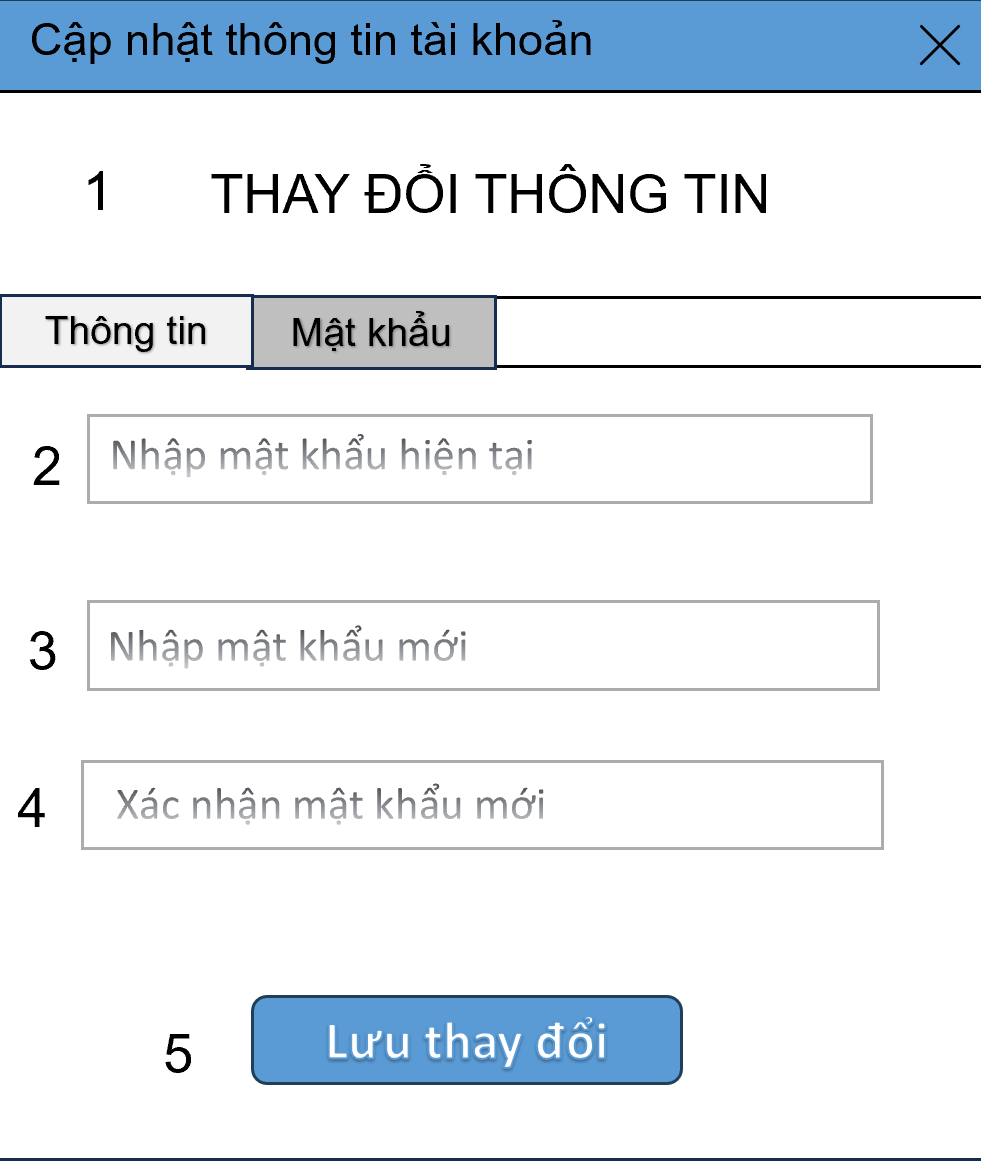 Cập nhật thông tin tài khoản
1 THAY ĐỔI THÔNG TIN
Thông tin Mật khẩu
2 Nhập mật khẩu hiện tại
3 Nhập mật khẩu mới
4 Xác nhận mật khẩu mới
5 Lưu thay đổi